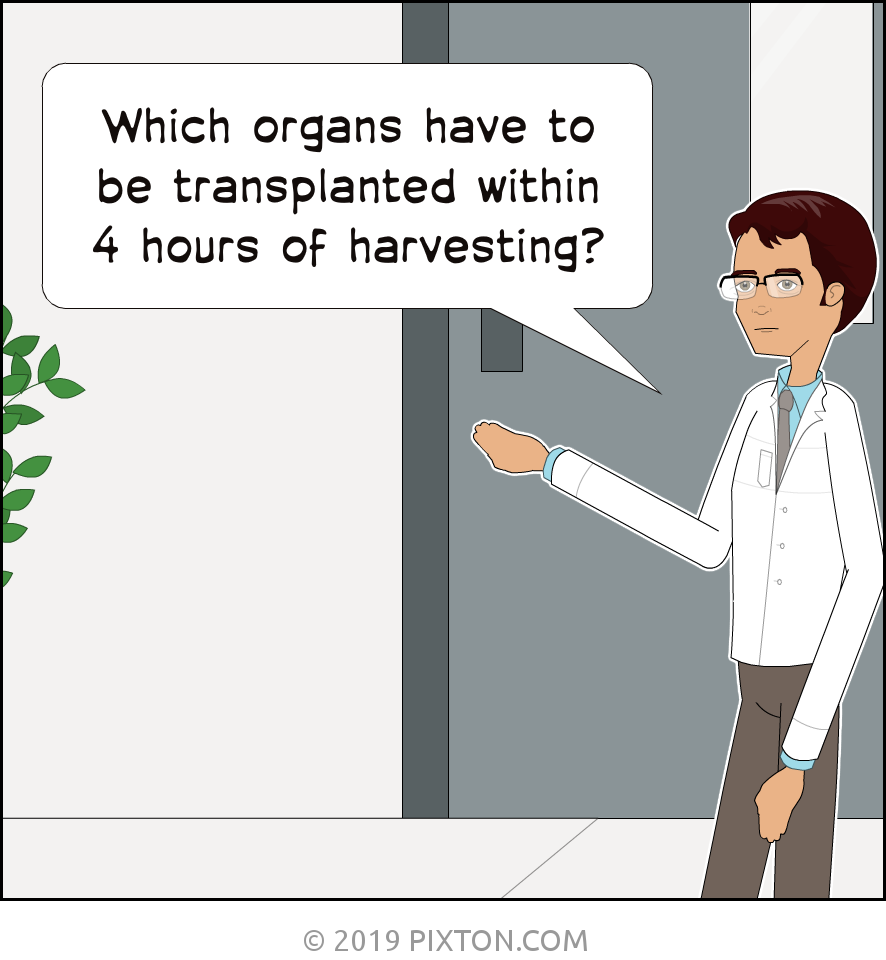 Which organs have to
be transplanted within
4 hours of harvesting?
© 2019 PIXTON.COM